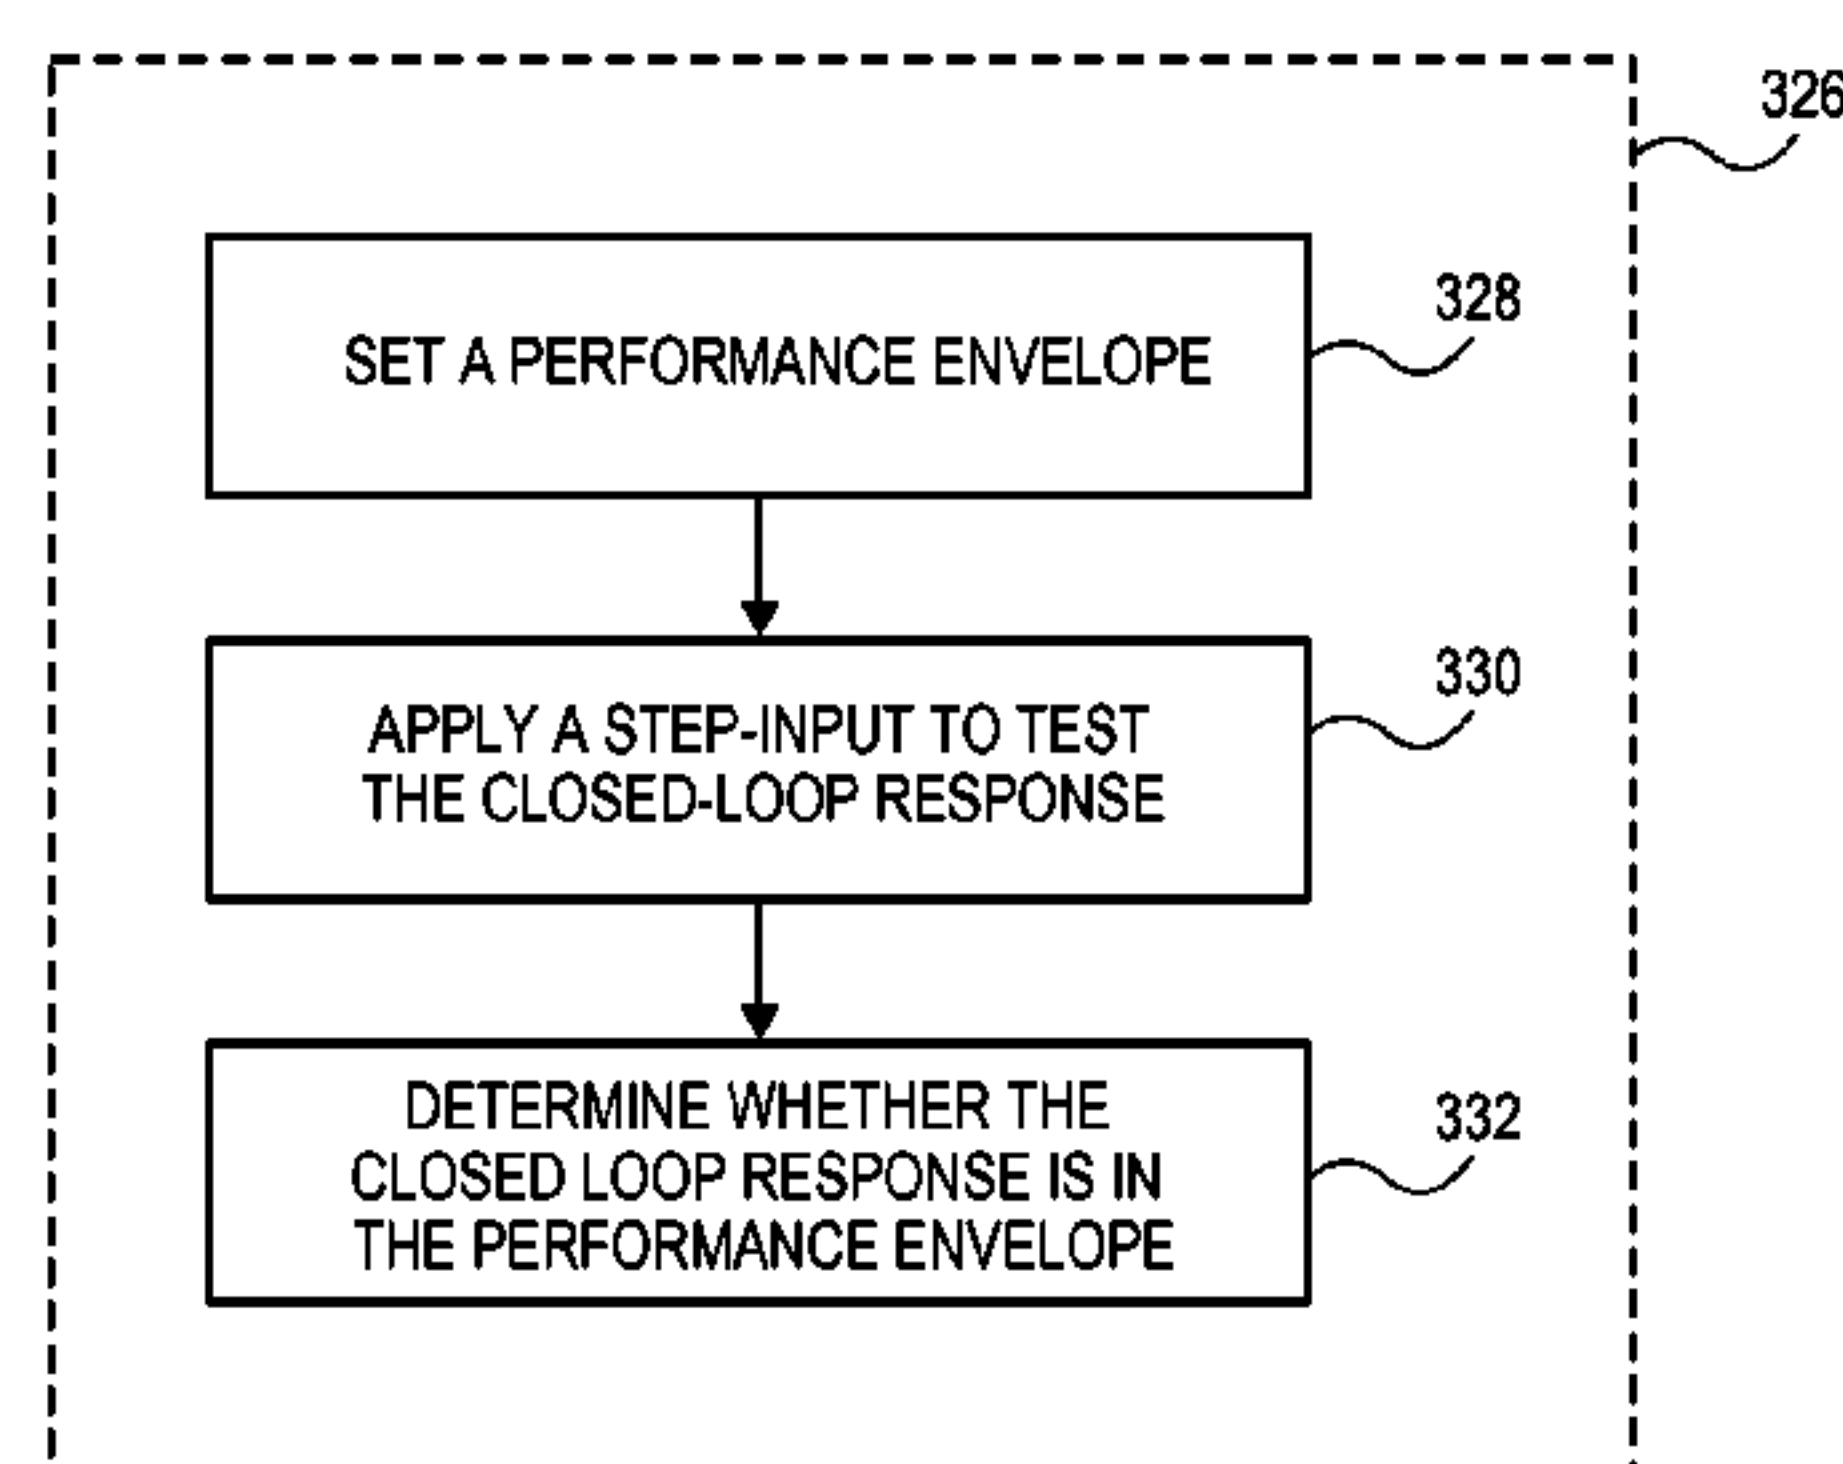 326
SET A PERFORMANCE ENVELOPE
328
APPLY A STEP-INPUT TO TEST
THE CLOSED-LOOP RESPONSE
330
DETERMINE WHETHER THE
CLOSED LOOP RESPONSE IS IN
THE PERFORMANCE ENVELOPE
332